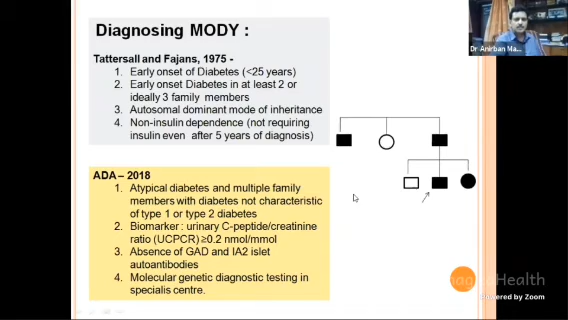 Diagnosing MODY :
Tattersall and Fajans, 1975 -
1. Early onset of Diabetes (<25 years)
2. Early onset Diabetes in at least 2 or
ideally 3 family members
3. Autosomal dominant mode of inheritance
4. Non-insulin dependence (not requiring
insulin even after 5 years of diagnosis)
ADA – 2018
1. Atypical diabetes and multiple family
members with diabetes not characteristic
of type 1 or type 2 diabetes
2. Biomarker : urinary C-peptide/creatinine
ratio (UCPCR) ≥0.2 nmol/mmol
3. Absence of GAD and IA2 islet
autoantibodies
4. Molecular genetic diagnostic testing in
specialis centre.
Dr Anirban Ma...
Health
Powered by Zoom